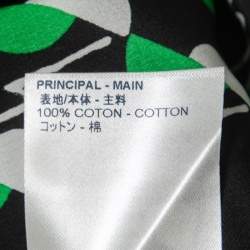 PRINCIPAL - MAIN
表地/本体 - 主料
100% COTON - COTTON
コットン - 棉